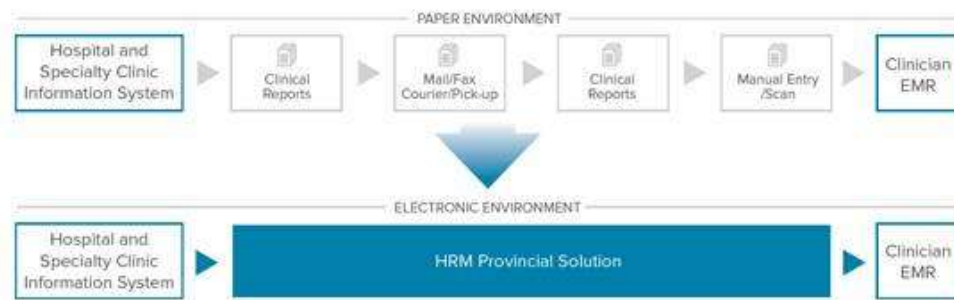 PAPER ENVIRONMENT
Hospital and
Specialty Clinic
Information System
Clinical
Reports
Mail/Fax
Courier/Pick-up
Clinical
Reports
Manual Entry
/Scan
Clinician
EMR
ELECTRONIC ENVIRONMENT
Hospital and
Specialty Clinic
Information System
HRM Provincial Solution
Clinician
EMR